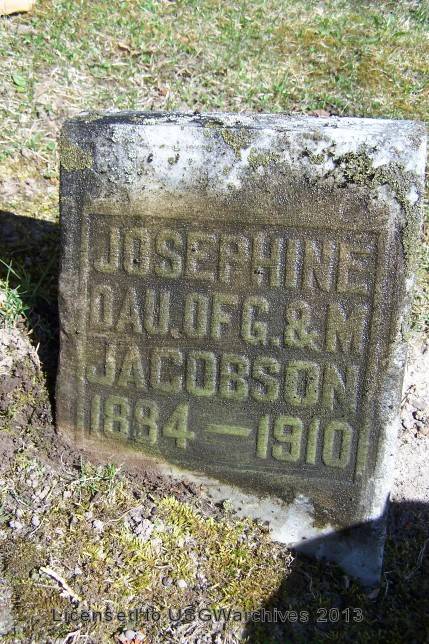 JOSEPHINE
DAU. OF G. & M
JACOBSON
1884 — 1910
Licensed to USGWarchives 2013